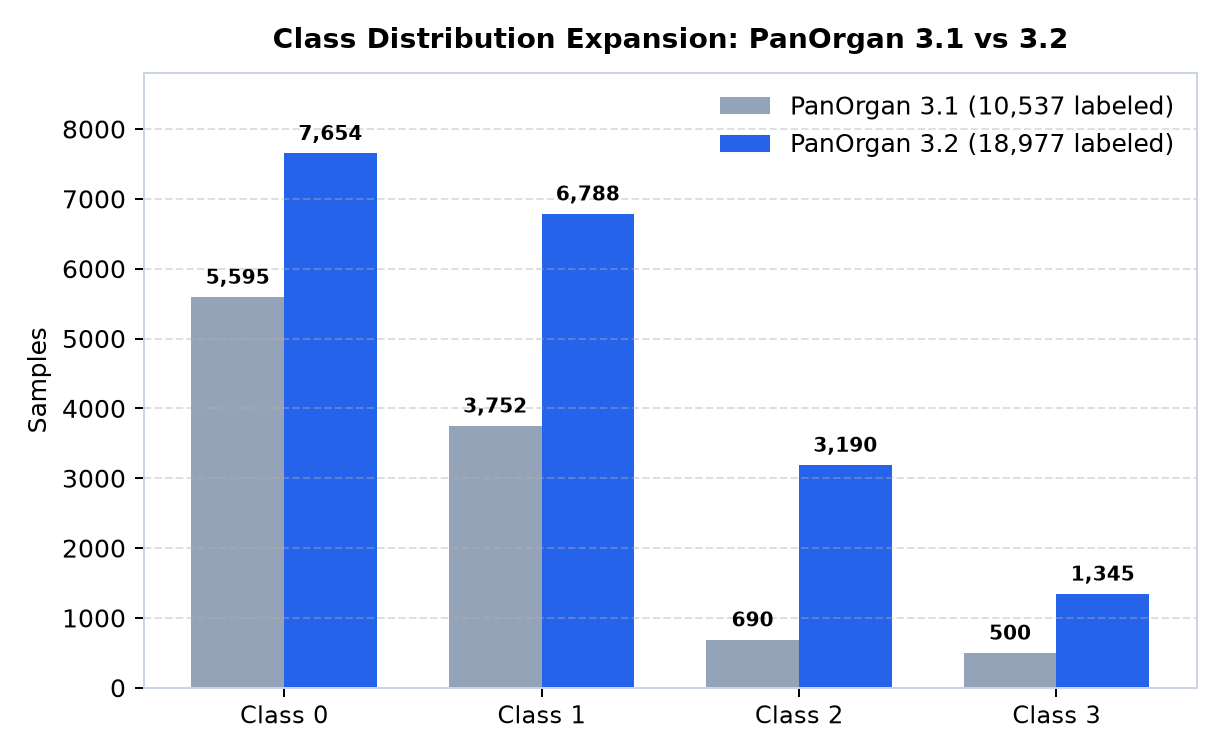 Class Distribution Expansion: PanOrgan 3.1 vs 3.2
PanOrgan 3.1 (10,537 labeled)
PanOrgan 3.2 (18,977 labeled)
Samples
8000
7000
6000
5000
4000
3000
2000
1000
0
5,595
7,654
3,752
6,788
690
3,190
500
1,345
Class 0
Class 1
Class 2
Class 3